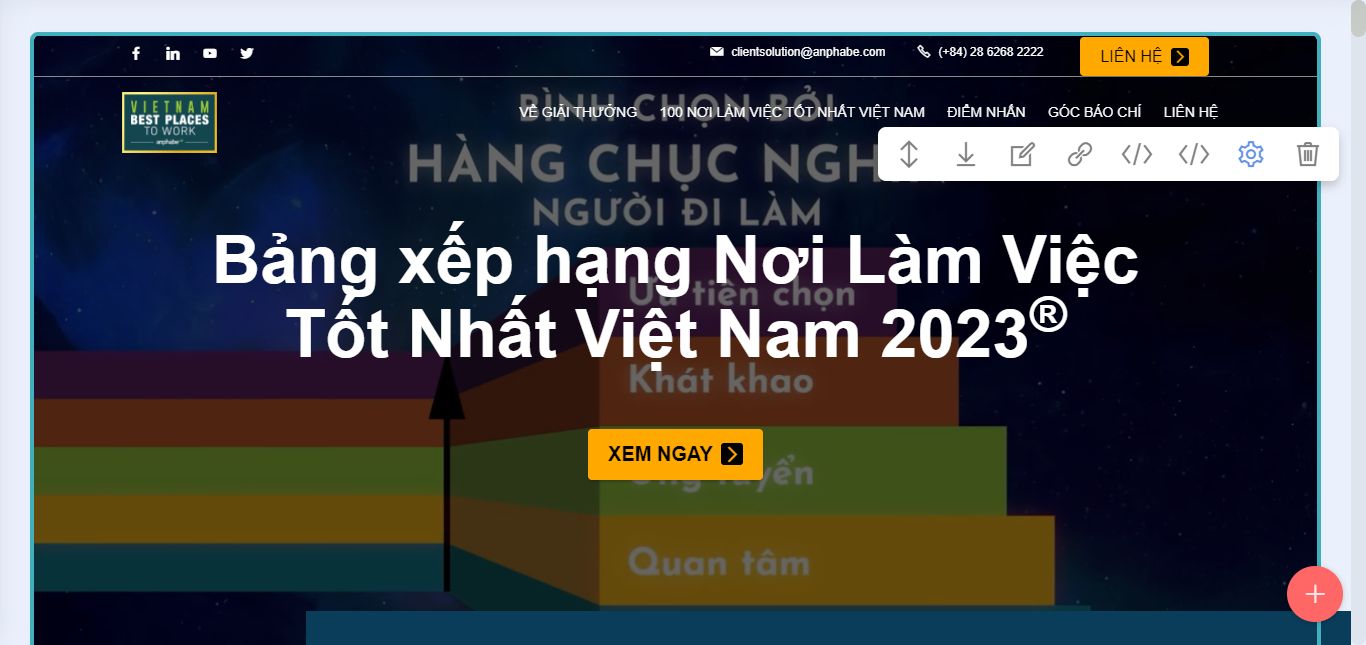 clientsolution@anphabe.com (+84) 28 6268 2222 LIÊN HỆ
VIETNAM
BEST PLACES
TO WORK
anphabe
VỀ GIẢI THƯỞNG 100 NƠI LÀM VIỆC TỐT NHẤT VIỆT NAM ĐIỂM NHẤN GÓC BÁO CHÍ LIÊN HỆ
BÌNH CHỌN BỞI
HÀNG CHỤC
NGƯỜI ĐI LÀM
Bảng xếp hạng Nơi Làm Việc
Tốt Nhất Việt Nam 2023®
Ưu tiên chọn
Khát khao
XEM NGAY
Ứng tuyển
Quan tâm